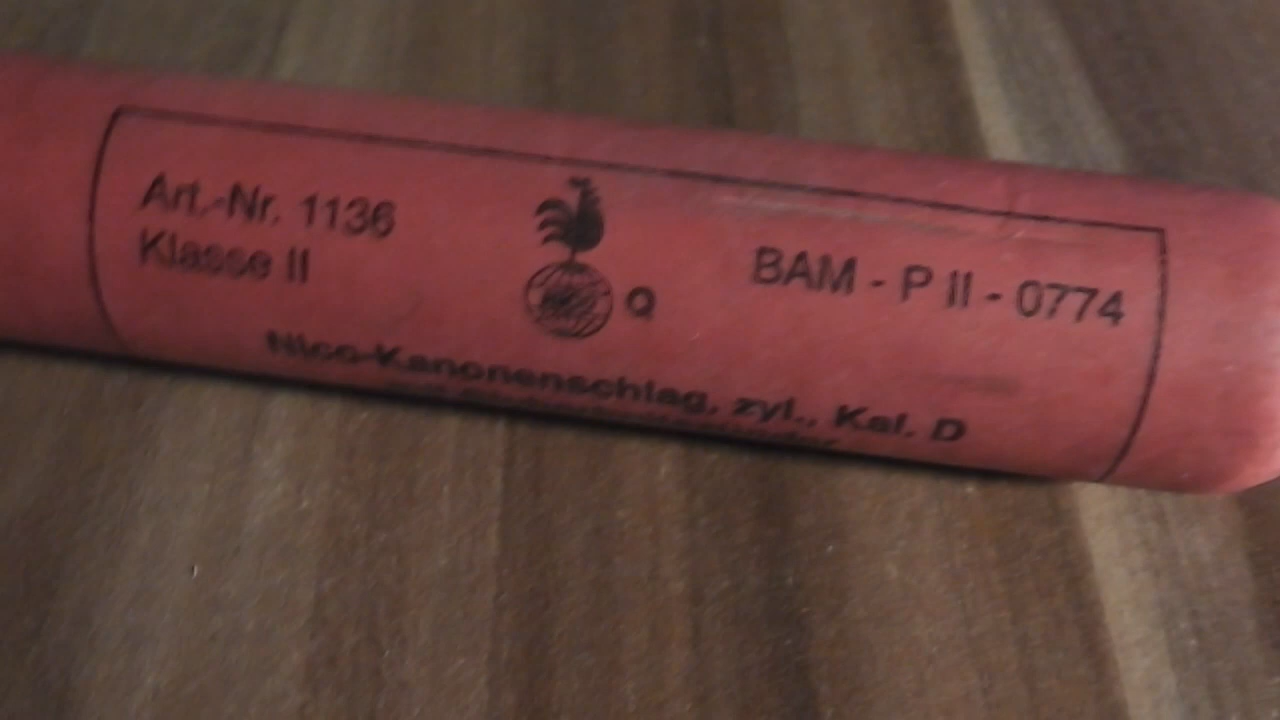 Art.-Nr. 1136
Klasse II
Q
BAM - P II - 0774
Nico-Kanonenschlag, zyl., Kal. D